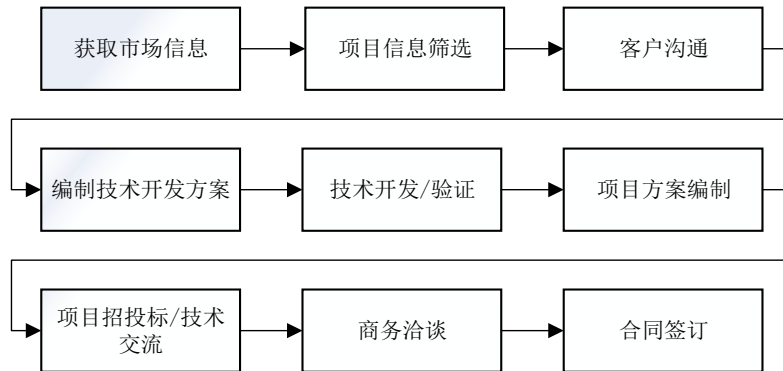 获取市场信息
项目信息筛选
客户沟通
编制技术开发方案
技术开发/验证
项目方案编制
项目招投标/技术
交流
商务洽谈
合同签订